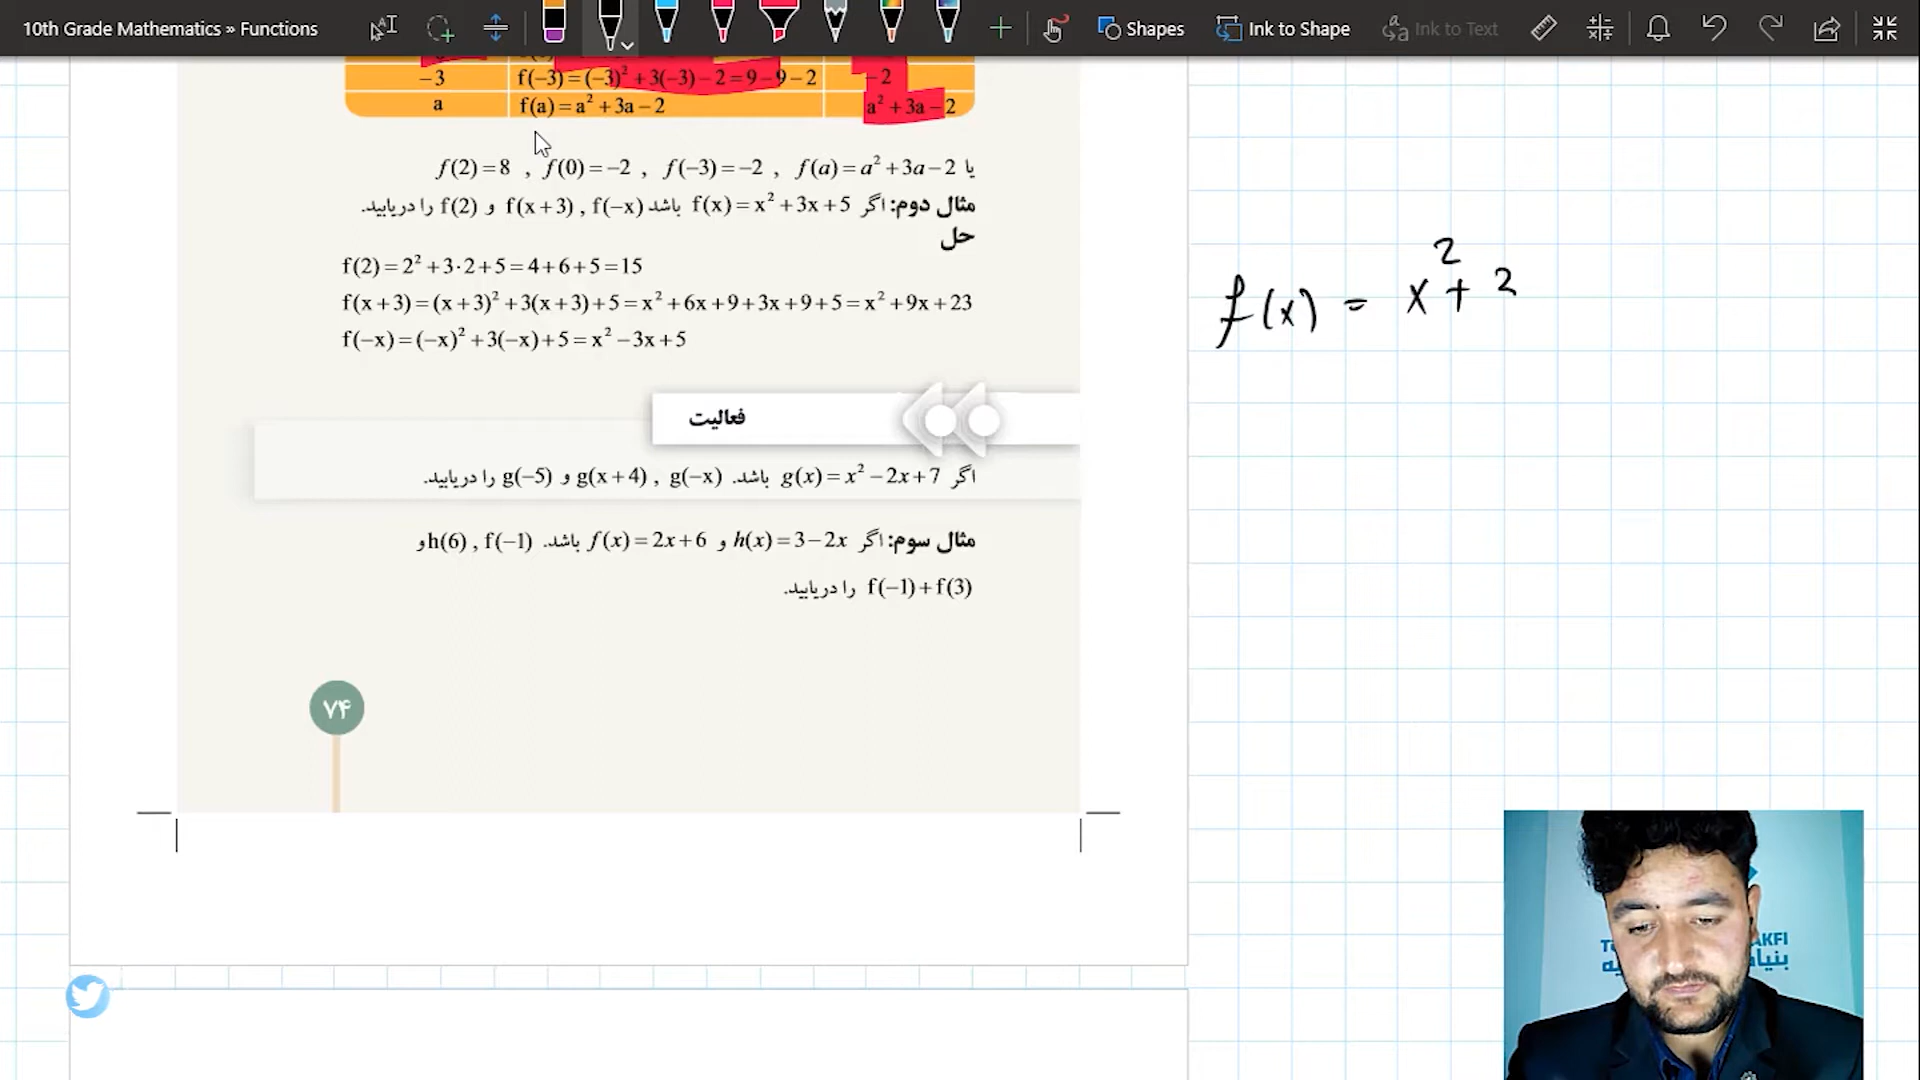 10th Grade Mathematics » Functions
Shapes
Ink to Shape
Ink to Text
−3 f(−3) = (−3)² + 3(−3) − 2 = 9 − 9 − 2 −2
a f(a) = a² + 3a − 2 a² + 3a − 2
یا f(2) = 8 , f(0) = −2 , f(−3) = −2 , f(a) = a² + 3a − 2
مثال دوم: اگر f(x) = x² + 3x + 5 باشد f(x + 3) , f(−x) و f(2) را دریابید.
حل
f(2) = 2² + 3·2 + 5 = 4 + 6 + 5 = 15
f(x + 3) = (x + 3)² + 3(x + 3) + 5 = x² + 6x + 9 + 3x + 9 + 5 = x² + 9x + 23
f(−x) = (−x)² + 3(−x) + 5 = x² − 3x + 5
فعالیت
اگر g(x) = x² − 2x + 7 باشد. g(x + 4) , g(−x) و g(−5) را دریابید.
مثال سوم: اگر h(x) = 3 − 2x و f(x) = 2x + 6 باشد. h(6) , f(−1) و
f(−1) + f(3) را دریابید.
۷۴
f(x) = x² + 2